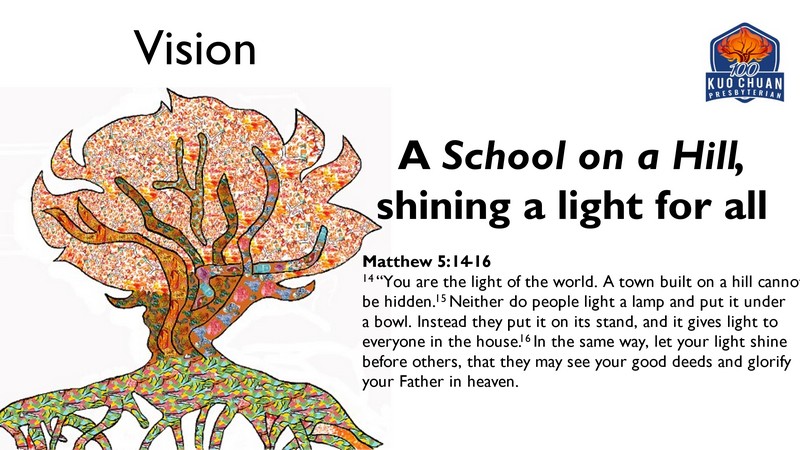 Vision
100
KUO CHUAN
PRESBYTERIAN
A School on a Hill,
shining a light for all
Matthew 5:14-16
14 “You are the light of the world. A town built on a hill canno
be hidden.15 Neither do people light a lamp and put it under
a bowl. Instead they put it on its stand, and it gives light to
everyone in the house.16 In the same way, let your light shine
before others, that they may see your good deeds and glorify
your Father in heaven.